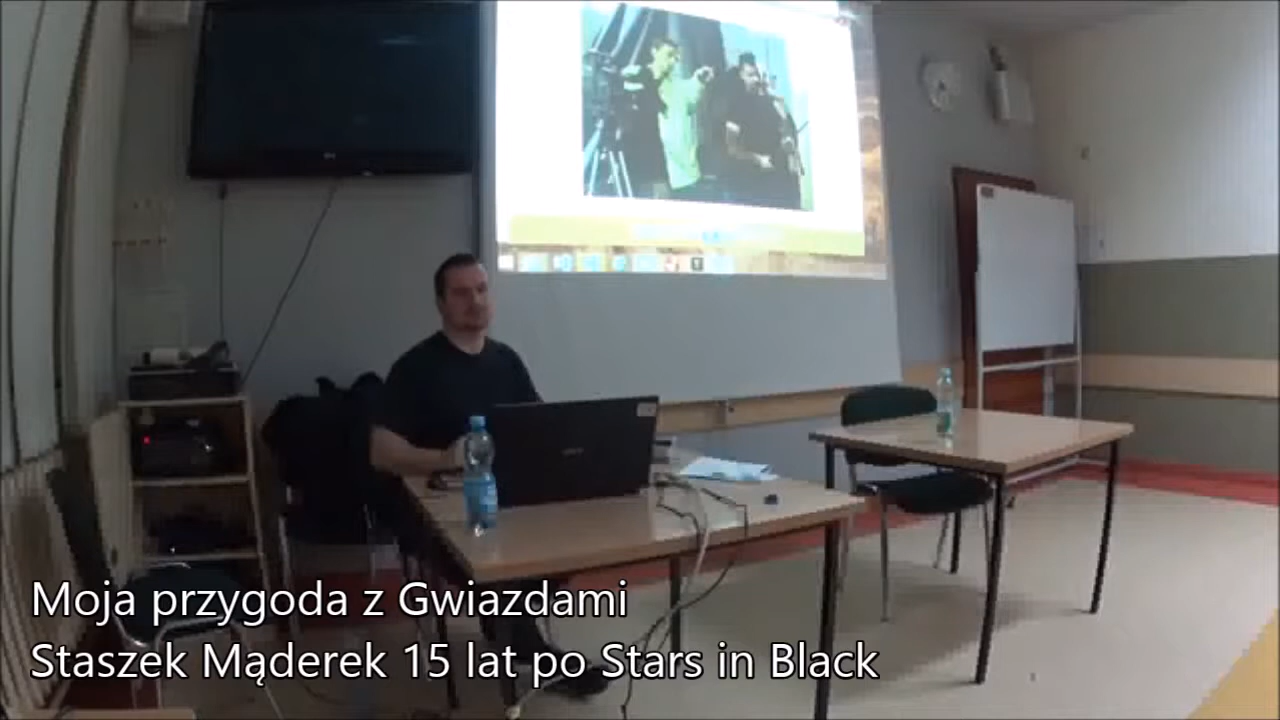 Moja przygoda z Gwiazdami
Staszek Mąderek 15 lat po Stars in Black